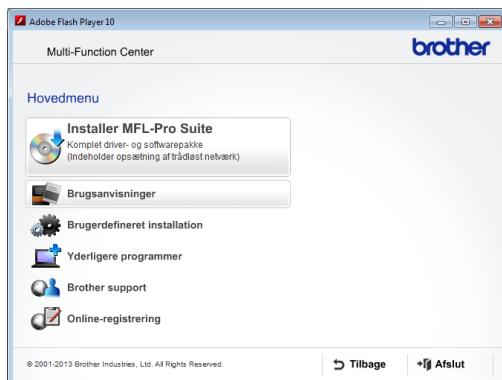 Adobe Flash Player 10
Multi-Function Center
brother
Hovedmenu
Installer MFL-Pro Suite
Komplet driver- og softwarepakke
(Indeholder opsætning af trådløst netværk)
Brugsanvisninger
Brugerdefineret installation
Yderligere programmer
Brother support
Online-registrering
© 2001-2013 Brother Industries, Ltd. All Rights Reserved.
Tilbage
Afslut